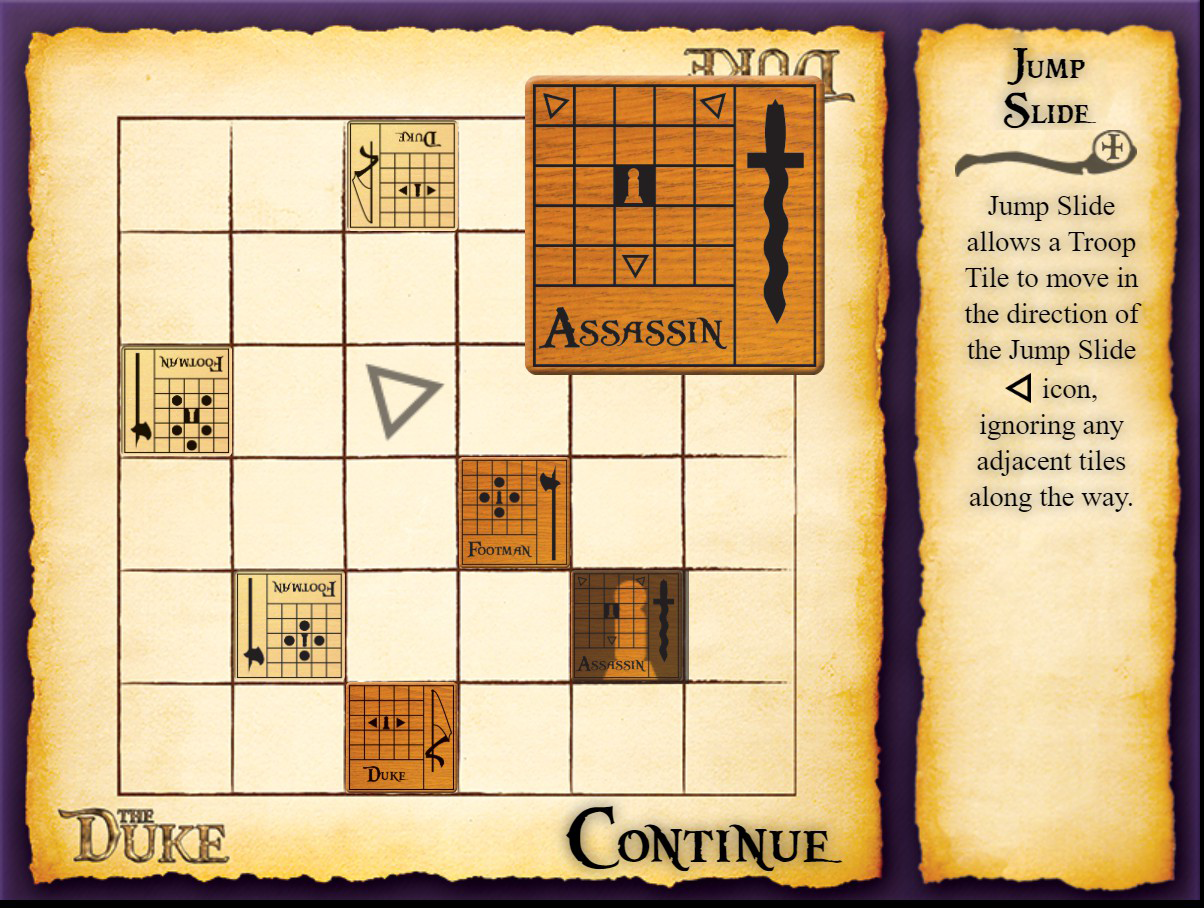 DUKE
JUMP
SLIDE
Jump Slide
allows a Troop
Tile to move in
the direction of
the Jump Slide
icon,
ignoring any
adjacent tiles
along the way.
DUKE
ASSASSIN
FOOTMAN
FOOTMAN
FOOTMAN
ASSASSIN
DUKE
THE
DUKE
CONTINUE